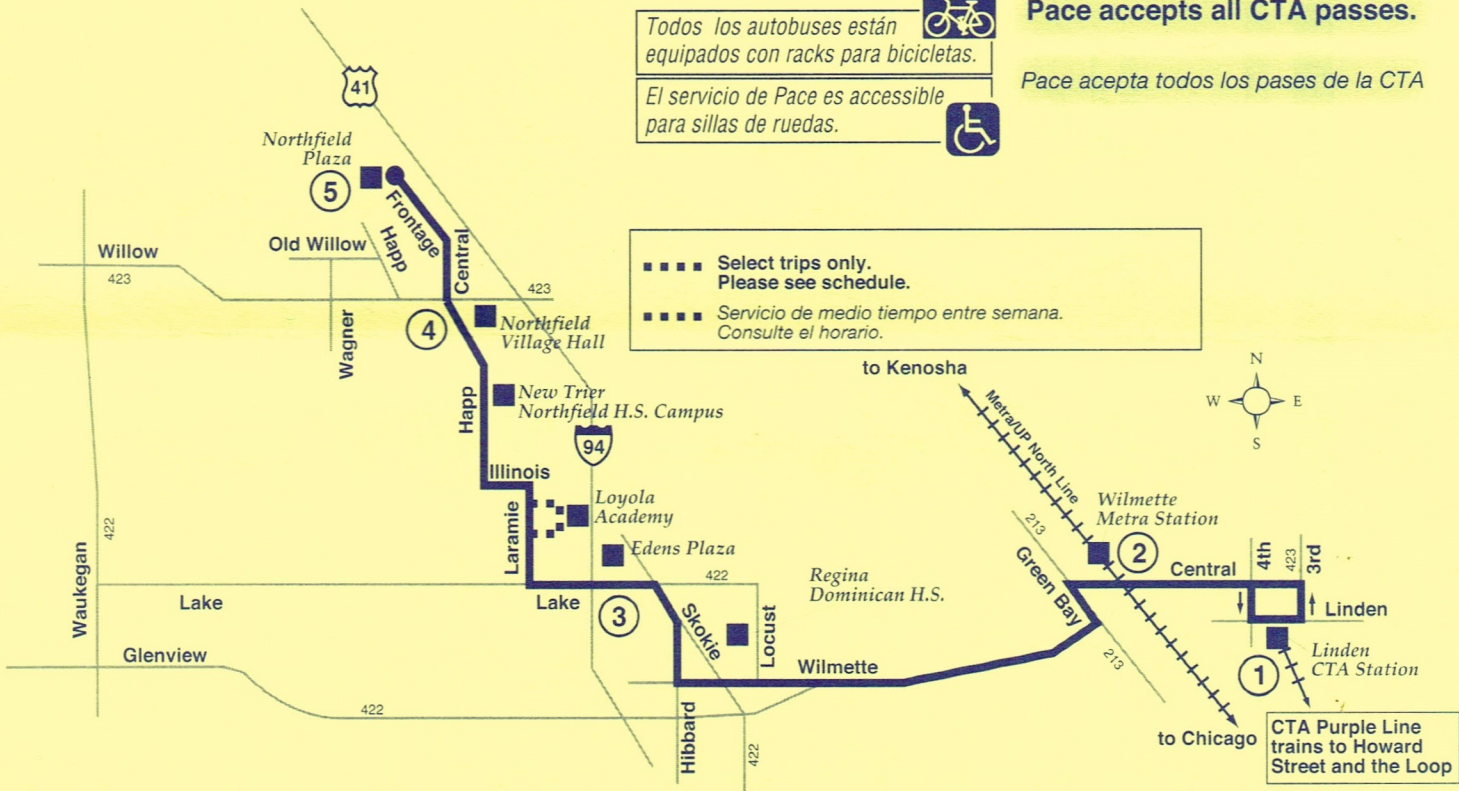 Todos los autobuses están
equipados con racks para bicicletas.
El servicio de Pace es accessible
para sillas de ruedas.
Pace accepts all CTA passes.
Pace acepta todos los pases de la CTA
41
Northfield
Plaza
5
Frontage
Central
Old Willow
Happ
Willow
423
423
Wagner
4
Northfield
Village Hall
Select trips only.
Please see schedule.
Servicio de medio tiempo entre semana.
Consulte el horario.
Happ
New Trier
Northfield H.S. Campus
94
Illinois
Laramie
Loyola
Academy
Edens Plaza
422
Waukegan
Lake
Lake
3
422
Skokie
Locust
Regina
Dominican H.S.
Glenview
422
Wilmette
Hibbard
422
to Kenosha
Metra/UP North Line
N
W
E
S
Wilmette
Metra Station
2
213
Green Bay
213
Central
4th
423
3rd
Linden
1
Linden
CTA Station
to Chicago
CTA Purple Line
trains to Howard
Street and the Loop